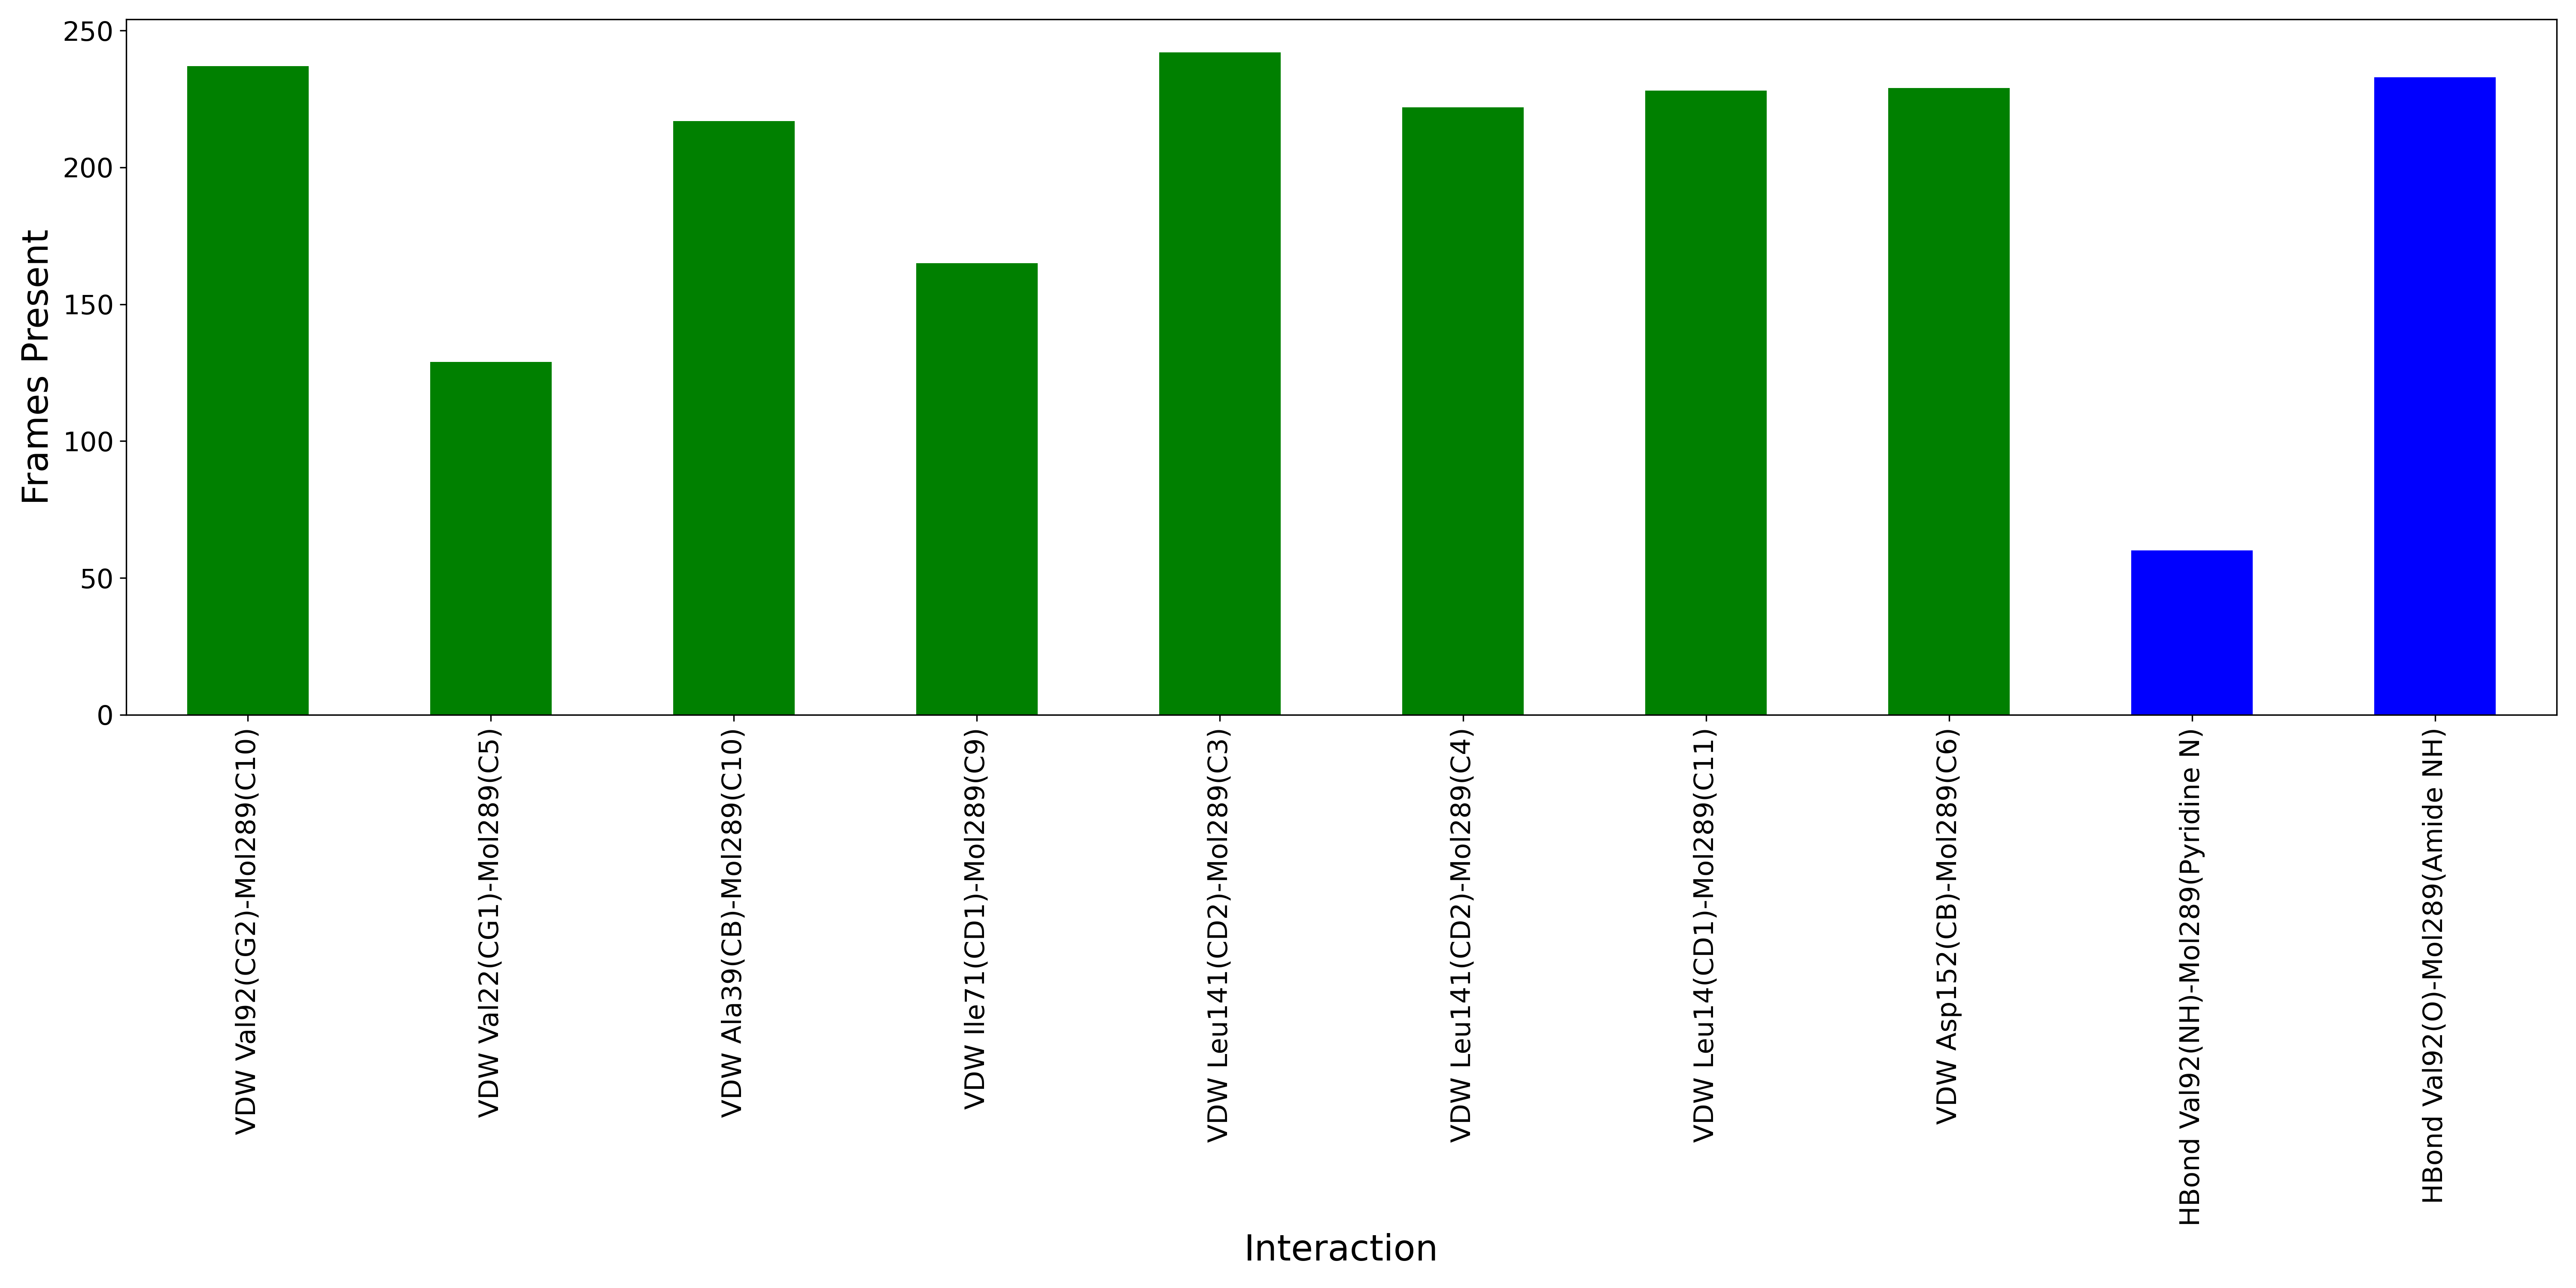 Frames Present
250
200
150
100
50
0
VDW Val92(CG2)-Mol289(C10)
VDW Val22(CG1)-Mol289(C5)
VDW Ala39(CB)-Mol289(C10)
VDW Ile71(CD1)-Mol289(C9)
VDW Leu141(CD2)-Mol289(C3)
VDW Leu141(CD2)-Mol289(C4)
VDW Leu14(CD1)-Mol289(C11)
VDW Asp152(CB)-Mol289(C6)
HBond Val92(NH)-Mol289(Pyridine N)
HBond Val92(O)-Mol289(Amide NH)
Interaction